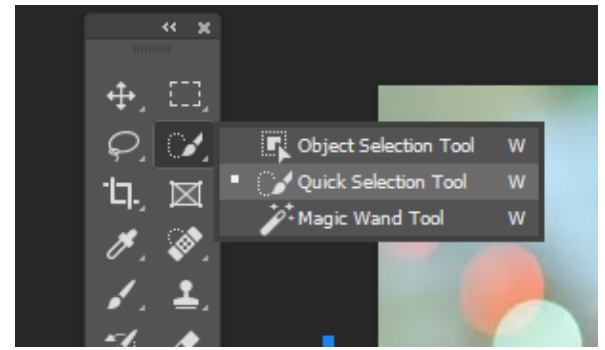 Object Selection Tool W
Quick Selection Tool W
Magic Wand Tool W